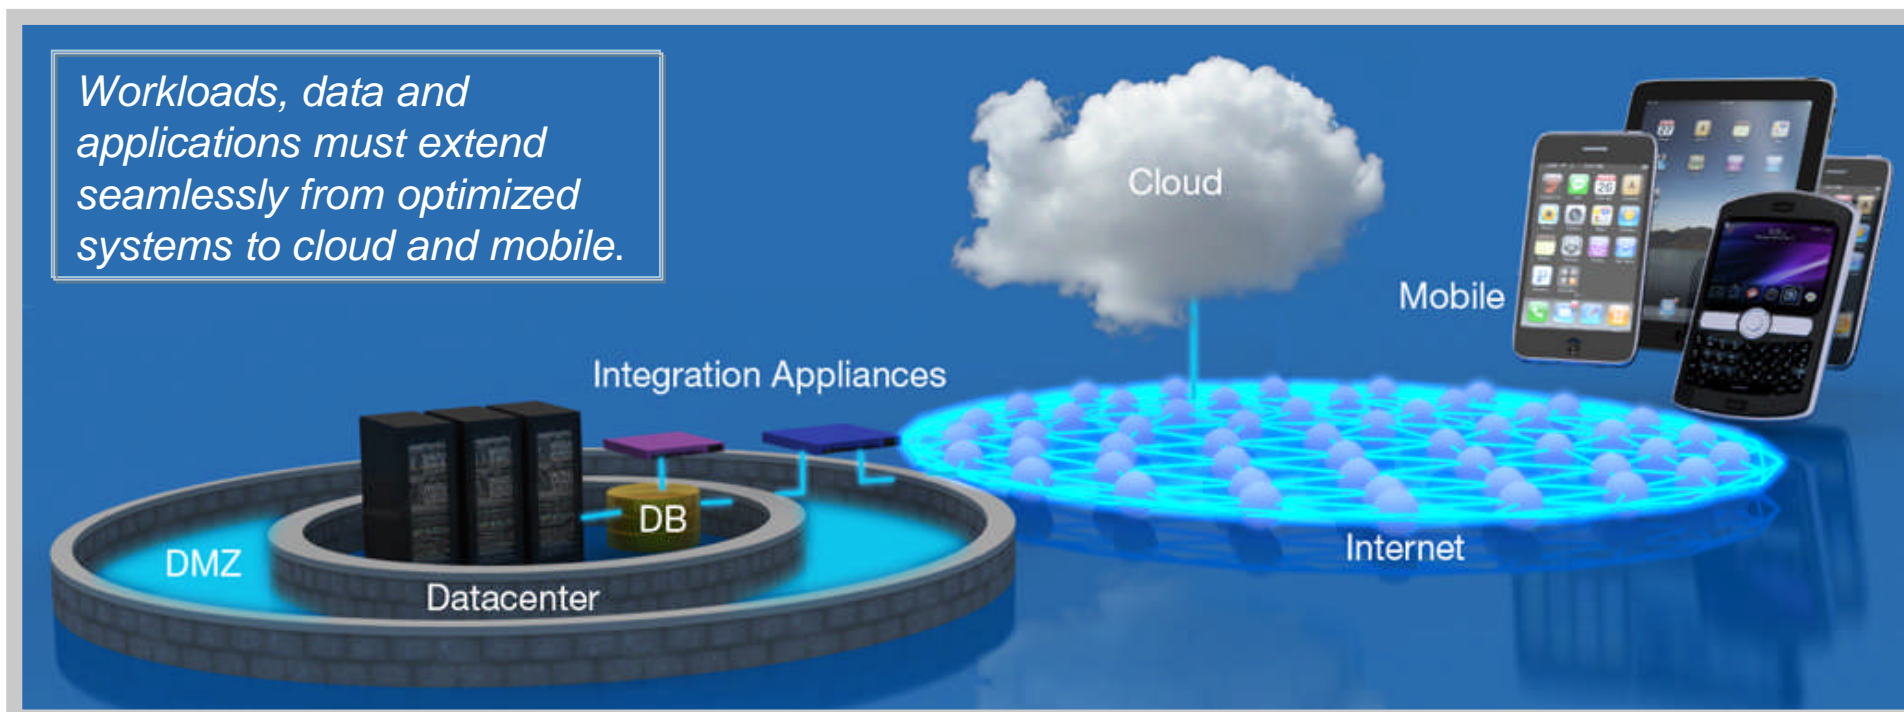 Workloads, data and
applications must extend
seamlessly from optimized
systems to cloud and mobile.
Cloud
Mobile
Integration Appliances
DB
DMZ
Internet
Datacenter